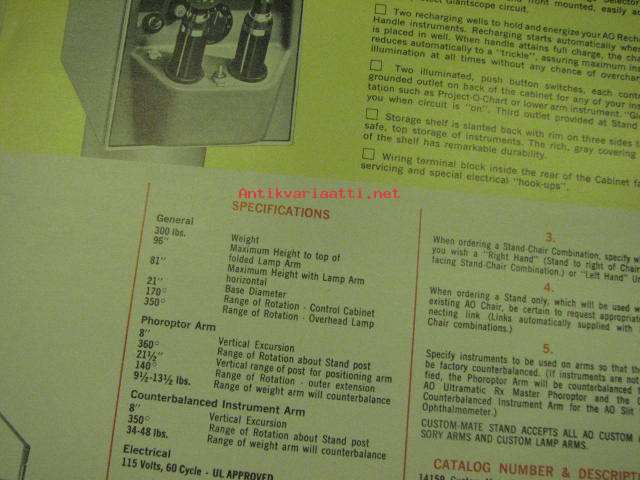 front mounted, easily ac
Giantscope circuit.
☐ Two recharging wells to hold and energize your AO Rech
Handle instruments. Recharging starts automatically whe
is placed in well. When handle attains full charge, the cha
reduces automatically to a "trickle", assuring maximum in
illumination at all times without any chance of overchar
☐ Two illuminated, push button switches, each contr
grounded outlet on back of the cabinet for any of your in
tation such as Project-O-Chart or lower arm instrument.
you when circuit is "on". Third outlet provided at Stand
☐ Storage shelf is slanted back with rim on three sides t
safe, top storage of instruments. The rich, gray covering
of the shelf has remarkable durability.
☐ Wiring terminal block inside the rear of the Cabinet f
servicing and special electrical "hook-ups".
Antikvariaatti.net
SPECIFICATIONS
General
300 lbs. Weight
96" Maximum Height to top of
folded Lamp Arm
81" Maximum Height with Lamp Arm
horizontal
21" Base Diameter
170° Range of Rotation - Control Cabinet
350° Range of Rotation - Overhead Lamp
Phoroptor Arm
8" Vertical Excursion
360° Range of Rotation about Stand post
21½" Vertical range of post for positioning arm
140° Range of Rotation - outer extension
9½-13½ lbs. Range of weight arm will counterbalance
Counterbalanced Instrument Arm
8" Vertical Excursion
350° Range of Rotation about Stand post
34-48 lbs. Range of weight arm will counterbalance
Electrical
115 Volts, 60 Cycle - UL APPROVED
3.
When ordering a Stand-Chair Combination, specify w
you wish a "Right Hand" (Stand to right of Chair
facing Stand-Chair Combination.) or "Left Hand" Un
4.
When ordering a Stand only, which will be used w
existing AO Chair, be certain to request appropriat
necting link (Links automatically supplied with
Chair combinations.)
5.
Specify instruments to be used on arms so that the
be factory counterbalanced. (If instruments are not
fied, the Phoroptor Arm will be counterbalanced
AO Ultramatic Rx Master Phoroptor and the
Counterbalanced Instrument Arm for the AO Slit
Ophthalmometer.)
CUSTOM-MATE STAND ACCEPTS ALL AO CUSTOM
SORY ARMS AND CUSTOM LAMP ARMS.
CATALOG NUMBER & DESCRIPT